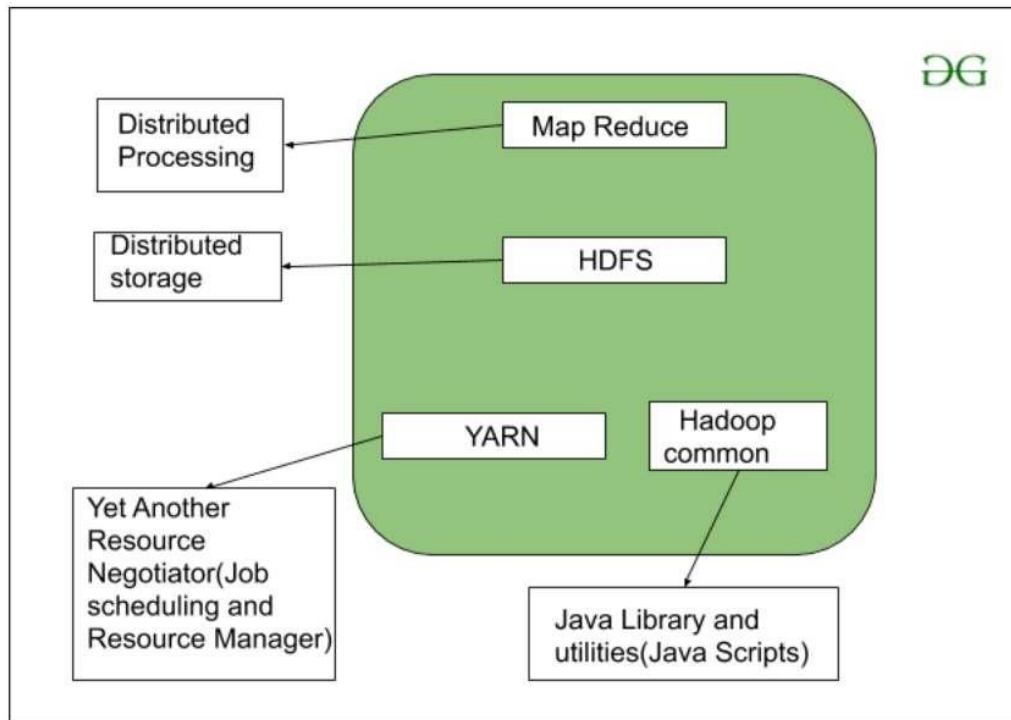 Distributed
Processing
Map Reduce
Distributed
storage
HDFS
YARN
Hadoop
common
Yet Another
Resource
Negotiator(Job
scheduling and
Resource Manager)
Java Library and
utilities(Java Scripts)